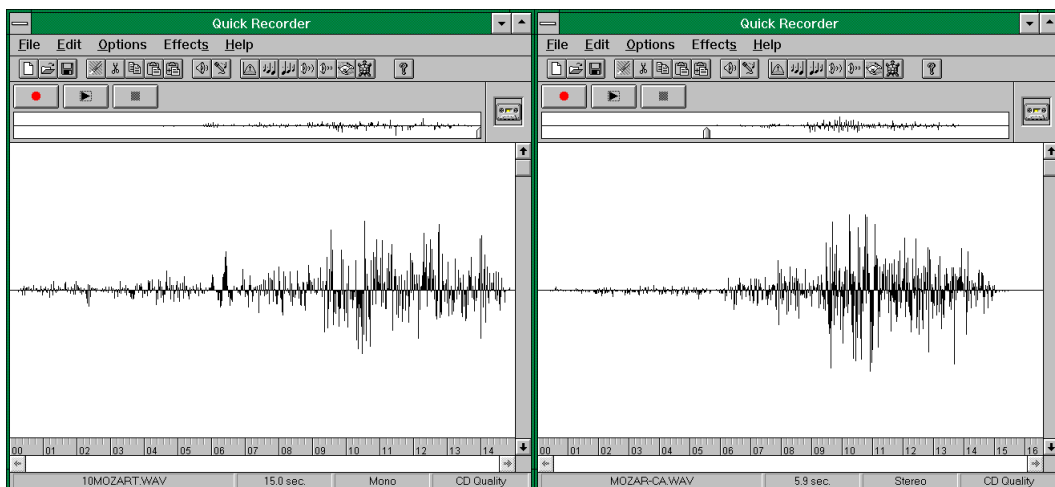 Quick Recorder
File Edit Options Effects Help
?
00 01 02 03 04 05 06 07 08 09 10 11 12 13 14
10MOZART.WAV 15.0 sec. Mono CD Quality
Quick Recorder
File Edit Options Effects Help
?
00 01 02 03 04 05 06 07 08 09 10 11 12 13 14 15 16
MOZAR-CA.WAV 5.9 sec. Stereo CD Quality